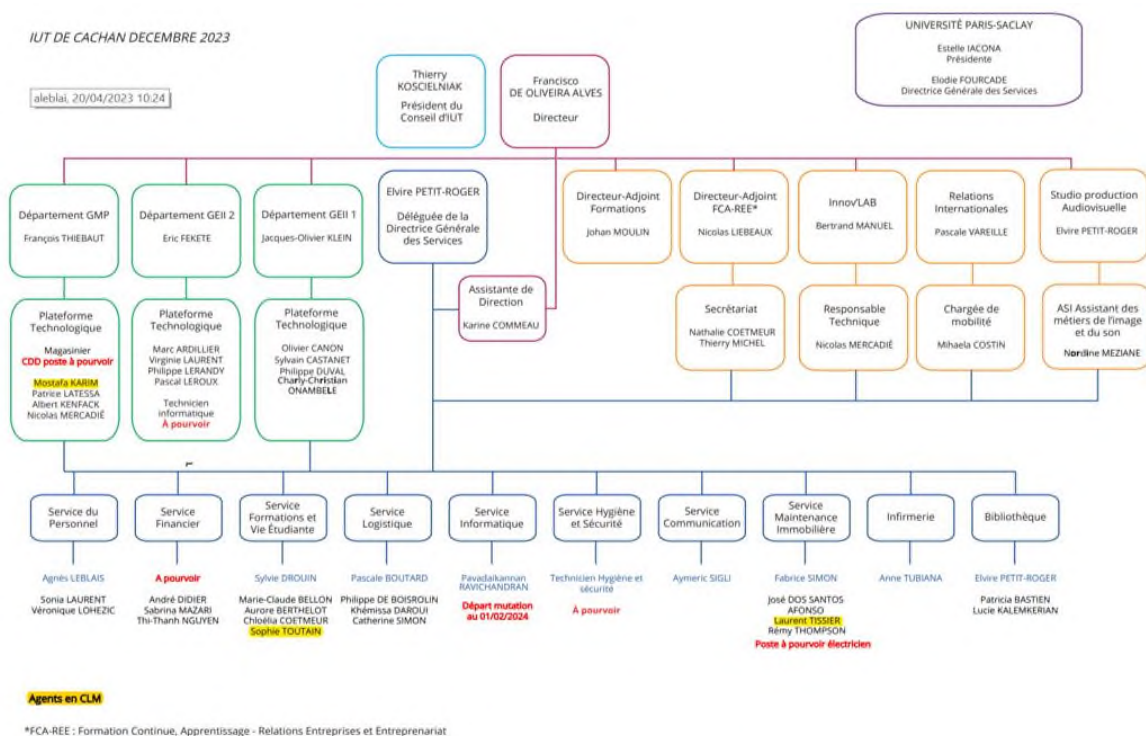 IUT DE CACHAN DECEMBRE 2023
aleblai, 20/04/2023 10:24
UNIVERSITÉ PARIS-SACLAY
Estelle IACONA
Présidente
Elodie FOURCADE
Directrice Générale des Services
Thierry
KOSCIELNIAK
Président du
Conseil d'IUT
Francisco
DE OLIVEIRA ALVES
Directeur
Département GMP
François THIEBAUT
Département GEII 2
Eric FEKETE
Département GEII 1
Jacques-Olivier KLEIN
Elvire PETIT-ROGER
Déléguée de la
Directrice Générale
des Services
Directeur-Adjoint
Formations
Johan MOULIN
Directeur-Adjoint
FCA-REE*
Nicolas LIEBEAUX
Innov'LAB
Bertrand MANUEL
Relations
Internationales
Pascale VAREILLE
Studio production
Audiovisuelle
Elvire PETIT-ROGER
Assistante de
Direction
Karine COMMEAU
Plateforme
Technologique
Magasinier
CDD poste à pourvoir
Mostafa KARIM
Patrice LATESSA
Albert KENFACK
Nicolas MERCADIÉ
Plateforme
Technologique
Marc ARDILLIER
Virginie LAURENT
Philippe LERANDY
Pascal LEROUX
Technicien
informatique
À pourvoir
Plateforme
Technologique
Olivier CANON
Sylvain CASTANET
Philippe DUVAL
Charly-Christian
ONAMBELE
Secrétariat
Nathalie COETMEUR
Thierry MICHEL
Responsable
Technique
Nicolas MERCADIÉ
Chargée de
mobilité
Mihaela COSTIN
ASI Assistant des
métiers de l'image
et du son
Nordine MEZIANE
Service du
Personnel
Agnès LEBLAIS
Sonia LAURENT
Véronique LOHEZIC
Service
Financier
A pourvoir
André DIDIER
Sabrina MAZARI
Thi-Thanh NGUYEN
Service
Formations et
Vie Étudiante
Sylvie DROUIN
Marie-Claude BELLON
Aurore BERTHELOT
Chloélia COETMEUR
Sophie TOUTAIN
Service
Logistique
Pascale BOUTARD
Philippe DE BOISROLIN
Khémissa DAROUI
Catherine SIMON
Service
Informatique
Pavadaikannan
RAVICHANDRAN
Départ mutation
au 01/02/2024
Service Hygiène
et Sécurité
Technicien Hygiène et
sécurité
À pourvoir
Service
Communication
Aymeric SIGLI
Service
Maintenance
Immobilière
Fabrice SIMON
José DOS SANTOS
AFONSO
Laurent TISSIER
Rémy THOMPSON
Poste à pourvoir électricien
Infirmerie
Anne TUBIANA
Bibliothèque
Elvire PETIT-ROGER
Patricia BASTIEN
Lucie KALEMKERIAN
Agents en CLM
*FCA-REE : Formation Continue, Apprentissage - Relations Entreprises et Entreprenariat